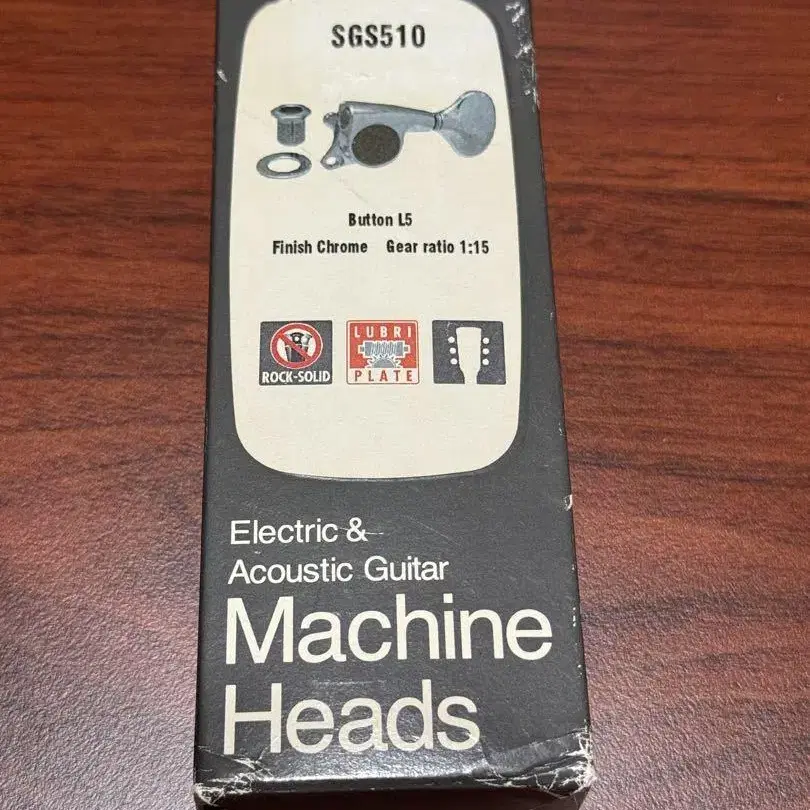 SGS510
Button L5
Finish Chrome Gear ratio 1:15
ROCK-SOLID
LUBRI
PLATE
Electric &
Acoustic Guitar
Machine
Heads